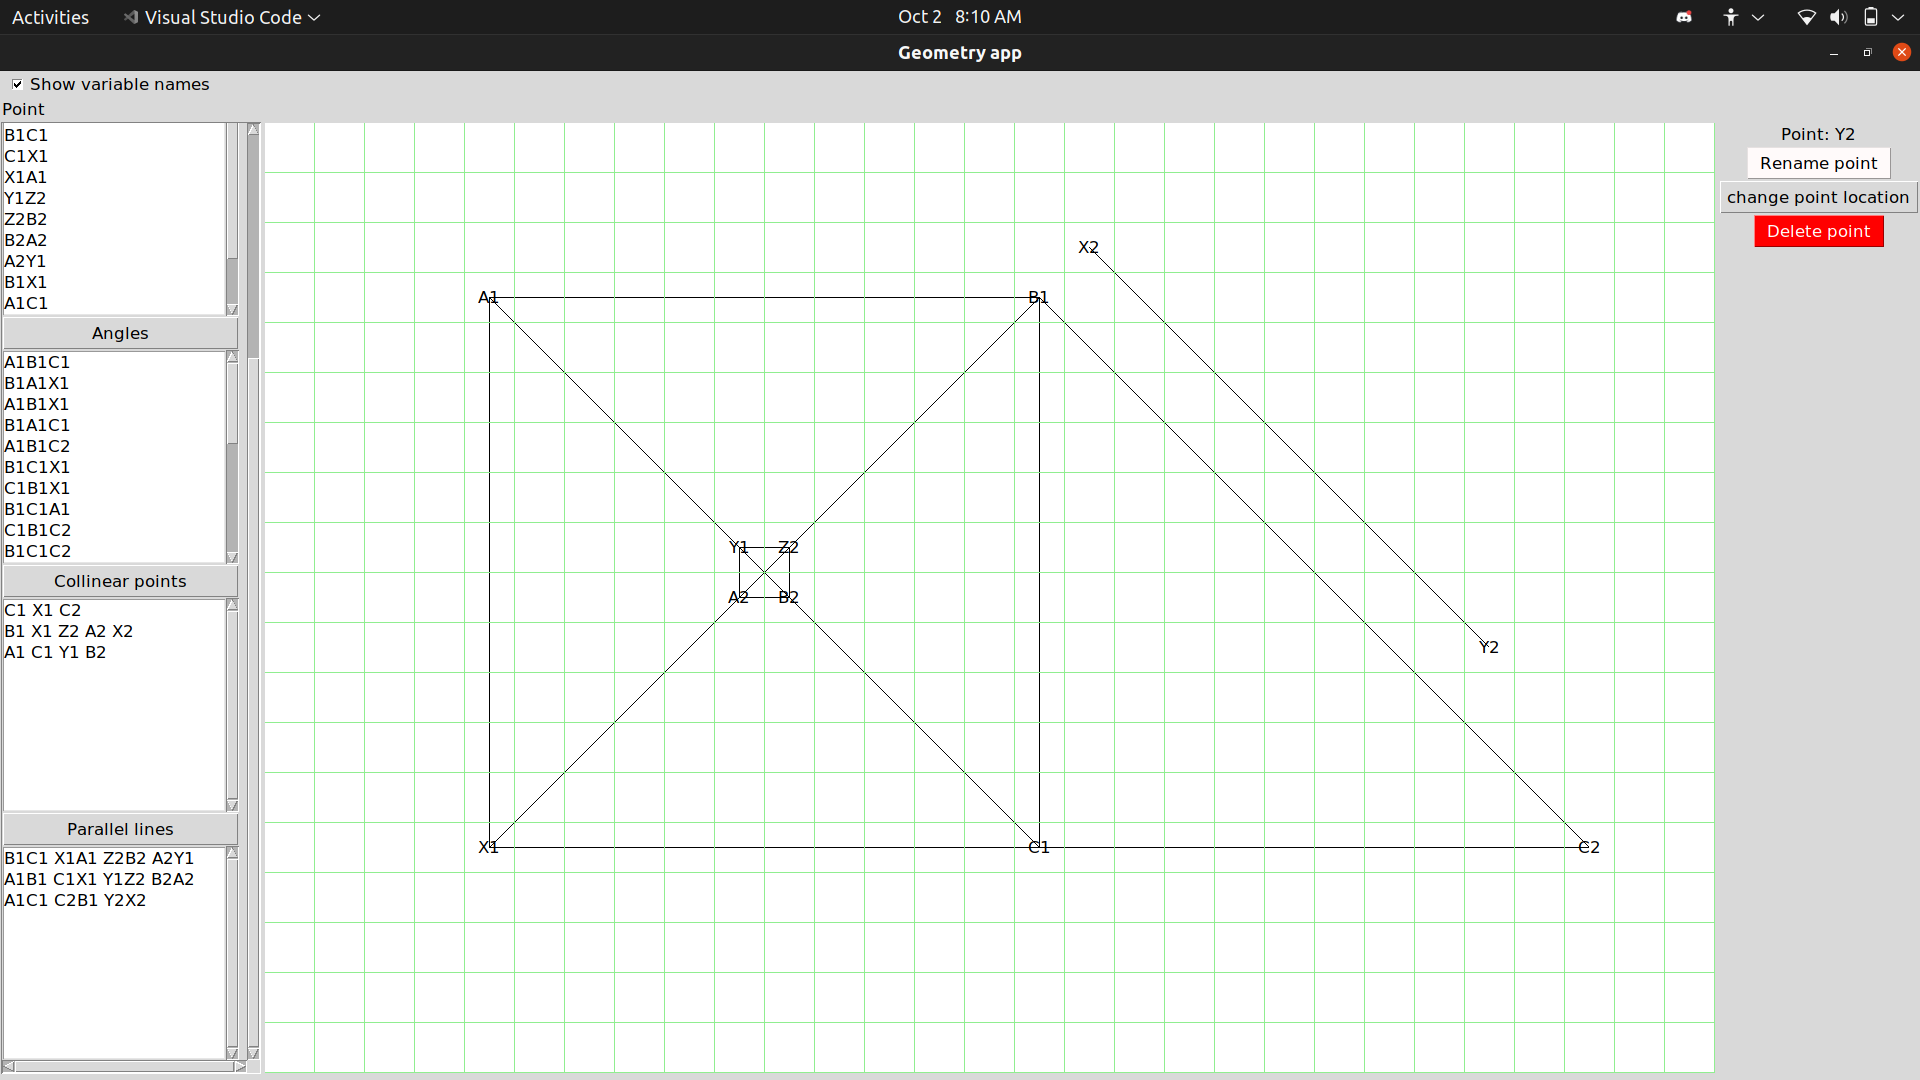 Activities
Visual Studio Code
Oct 2 8:10 AM
Geometry app
Show variable names
Point
B1C1
C1X1
X1A1
Y1Z2
Z2B2
B2A2
A2Y1
B1X1
A1C1
Angles
A1B1C1
B1A1X1
A1B1X1
B1A1C1
A1B1C2
B1C1X1
C1B1X1
B1C1A1
C1B1C2
B1C1C2
Collinear points
C1 X1 C2
B1 X1 Z2 A2 X2
A1 C1 Y1 B2
Parallel lines
B1C1 X1A1 Z2B2 A2Y1
A1B1 C1X1 Y1Z2 B2A2
A1C1 C2B1 Y2X2
X2
A1
B1
Y1
Z2
A2
B2
Y2
X1
C1
C2
Point: Y2
Rename point
change point location
Delete point